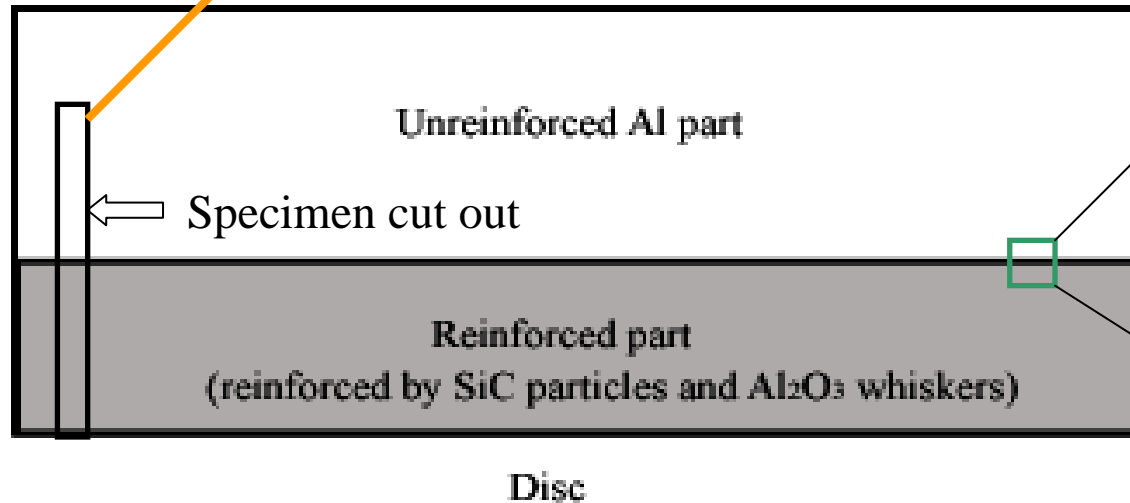 Unreinforced Al part
Specimen cut out
Reinforced part
(reinforced by SiC particles and Al₂O₃ whiskers)
Disc